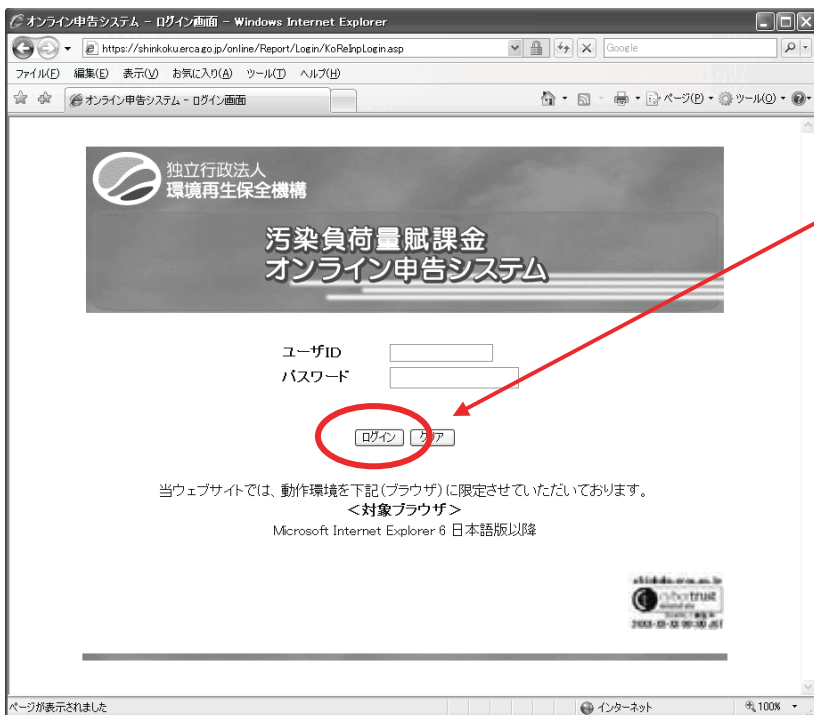 オンライン申告システム - ログイン画面 - Windows Internet Explorer
https://shinkoku.erca.go.jp/online/Report/Login/KoReInpLogin.asp
Google
ファイル(F) 編集(E) 表示(V) お気に入り(A) ツール(T) ヘルプ(H)
オンライン申告システム - ログイン画面
ページ(P) ツール(O)
独立行政法人
環境再生保全機構
汚染負荷量賦課金
オンライン申告システム
ユーザID
パスワード
ログイン クリア
当ウェブサイトでは、動作環境を下記(ブラウザ)に限定させていただいております。
<対象ブラウザ>
Microsoft Internet Explorer 6 日本語版以降
cybertrust
ページが表示されました インターネット 100%